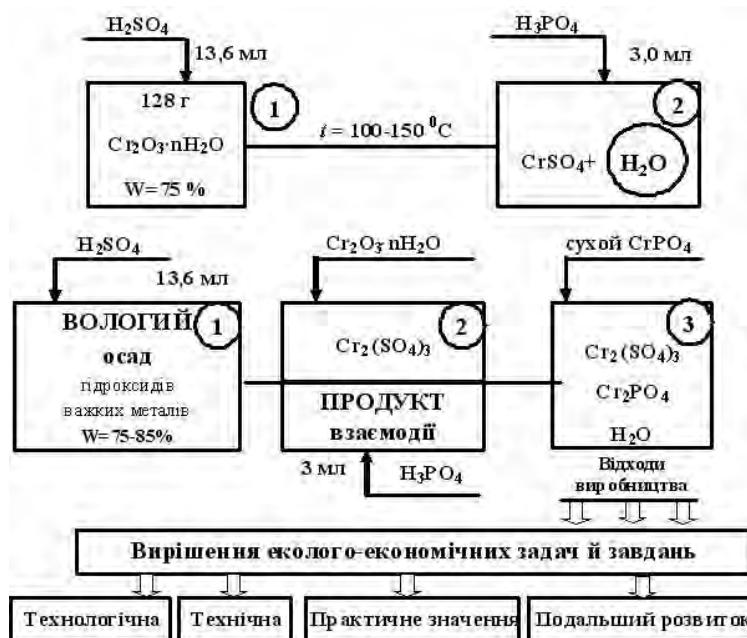 H₂SO₄
13,6 мл
128 г
Cr₂O₃·nH₂O
W=75 %
1
t = 100-150 ⁰C
H₃PO₄
3,0 мл
2
CrSO₄+ H₂O
H₂SO₄
13,6 мл
ВОЛОГИЙ
осад
гідроксидів
важких металів
W=75-85%
1
Cr₂O₃ nH₂O
2
Cr₂(SO₄)₃
ПРОДУКТ
взаємодії
3 мл
H₃PO₄
сухой CrPO₄
3
Cr₂(SO₄)₃
Cr₂PO₄
H₂O
Відходи
виробництва
Вирішення еколого-економічних задач й завдань
Технологічна
Технічна
Практичне значення
Подальший розвиток